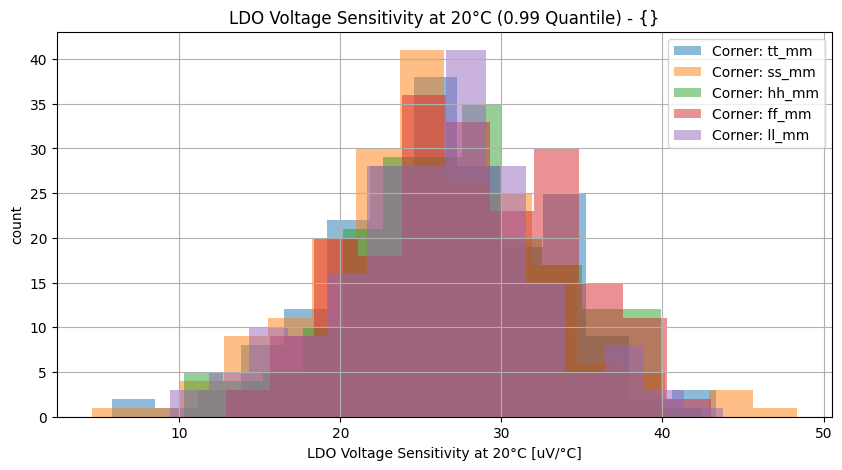 LDO Voltage Sensitivity at 20°C (0.99 Quantile) - {}
Corner: tt_mm
Corner: ss_mm
Corner: hh_mm
Corner: ff_mm
Corner: ll_mm
count
40
35
30
25
20
15
10
5
0
10 20 30 40 50
LDO Voltage Sensitivity at 20°C [uV/°C]